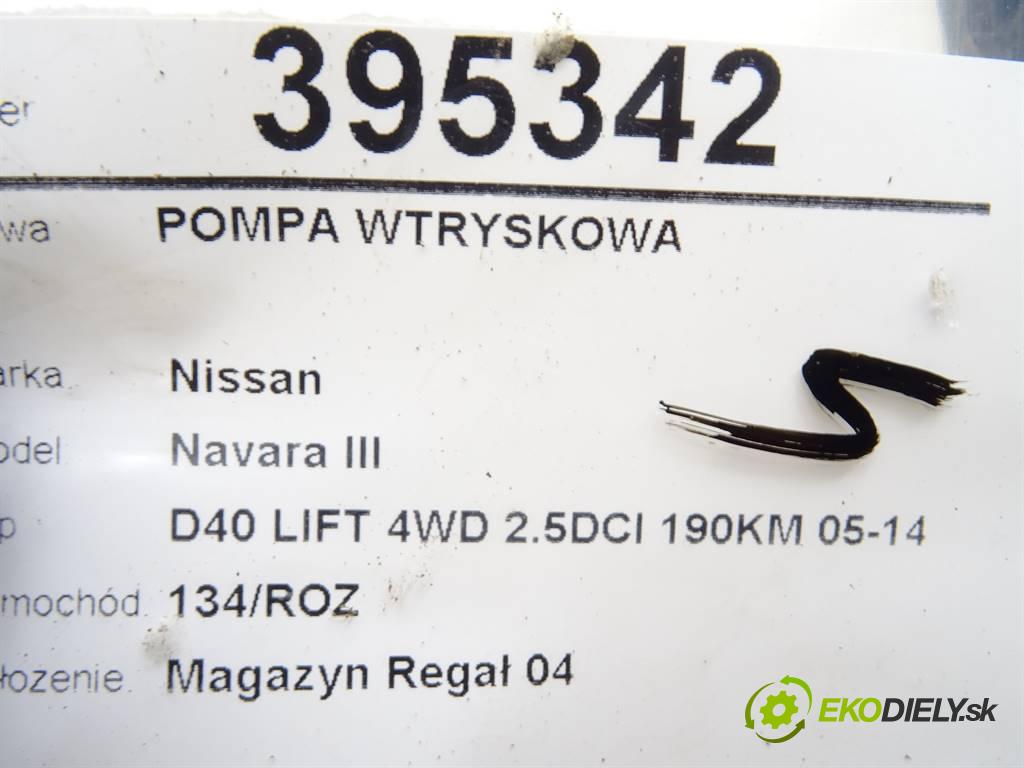 er 395342
wa POMPA WTRYSKOWA
arka Nissan
odel Navara III
p D40 LIFT 4WD 2.5DCI 190KM 05-14
mochód 134/ROZ
łożenie Magazyn Regał 04
EKODIELY.sk